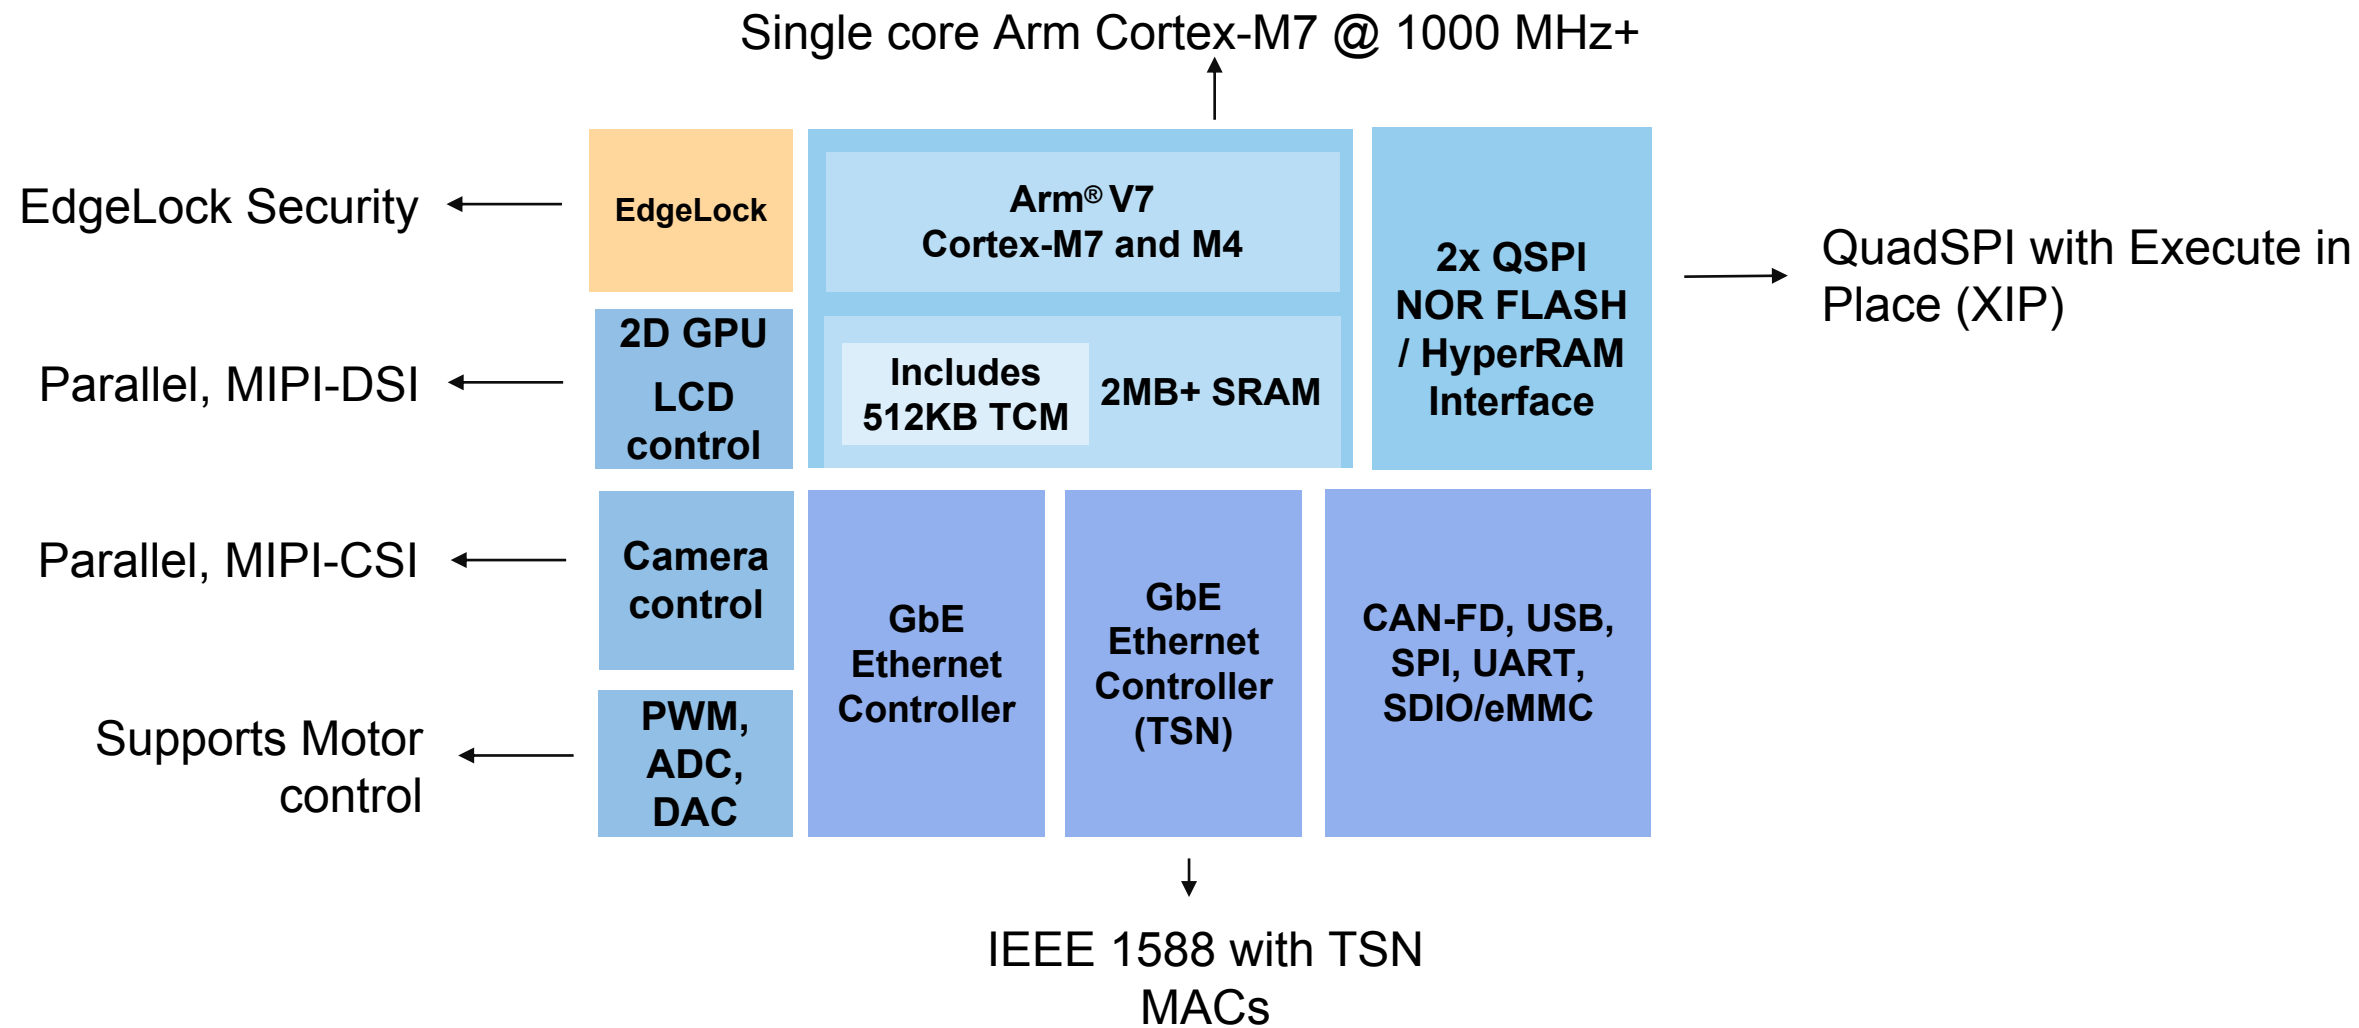 Single core Arm Cortex-M7 @ 1000 MHz+
EdgeLock Security
EdgeLock
Arm® V7
Cortex-M7 and M4
2x QSPI
NOR FLASH
/ HyperRAM
Interface
QuadSPI with Execute in
Place (XIP)
Parallel, MIPI-DSI
2D GPU
LCD
control
Includes
512KB TCM
2MB+ SRAM
Parallel, MIPI-CSI
Camera
control
GbE
Ethernet
Controller
GbE
Ethernet
Controller
(TSN)
CAN-FD, USB,
SPI, UART,
SDIO/eMMC
Supports Motor
control
PWM,
ADC,
DAC
IEEE 1588 with TSN
MACs